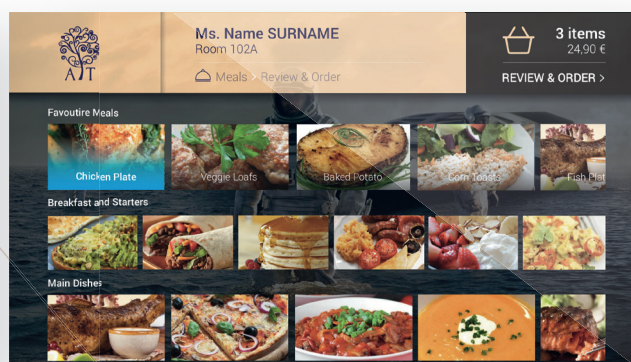 A T
Ms. Name SURNAME
Room 102A
Meals > Review & Order
3 items
24,90 €
REVIEW & ORDER >
Favoutire Meals
Chicken Plate
Veggie Loafs
Baked Potato
Corn Toasts
Fish Plat
Breakfast and Starters
Main Dishes